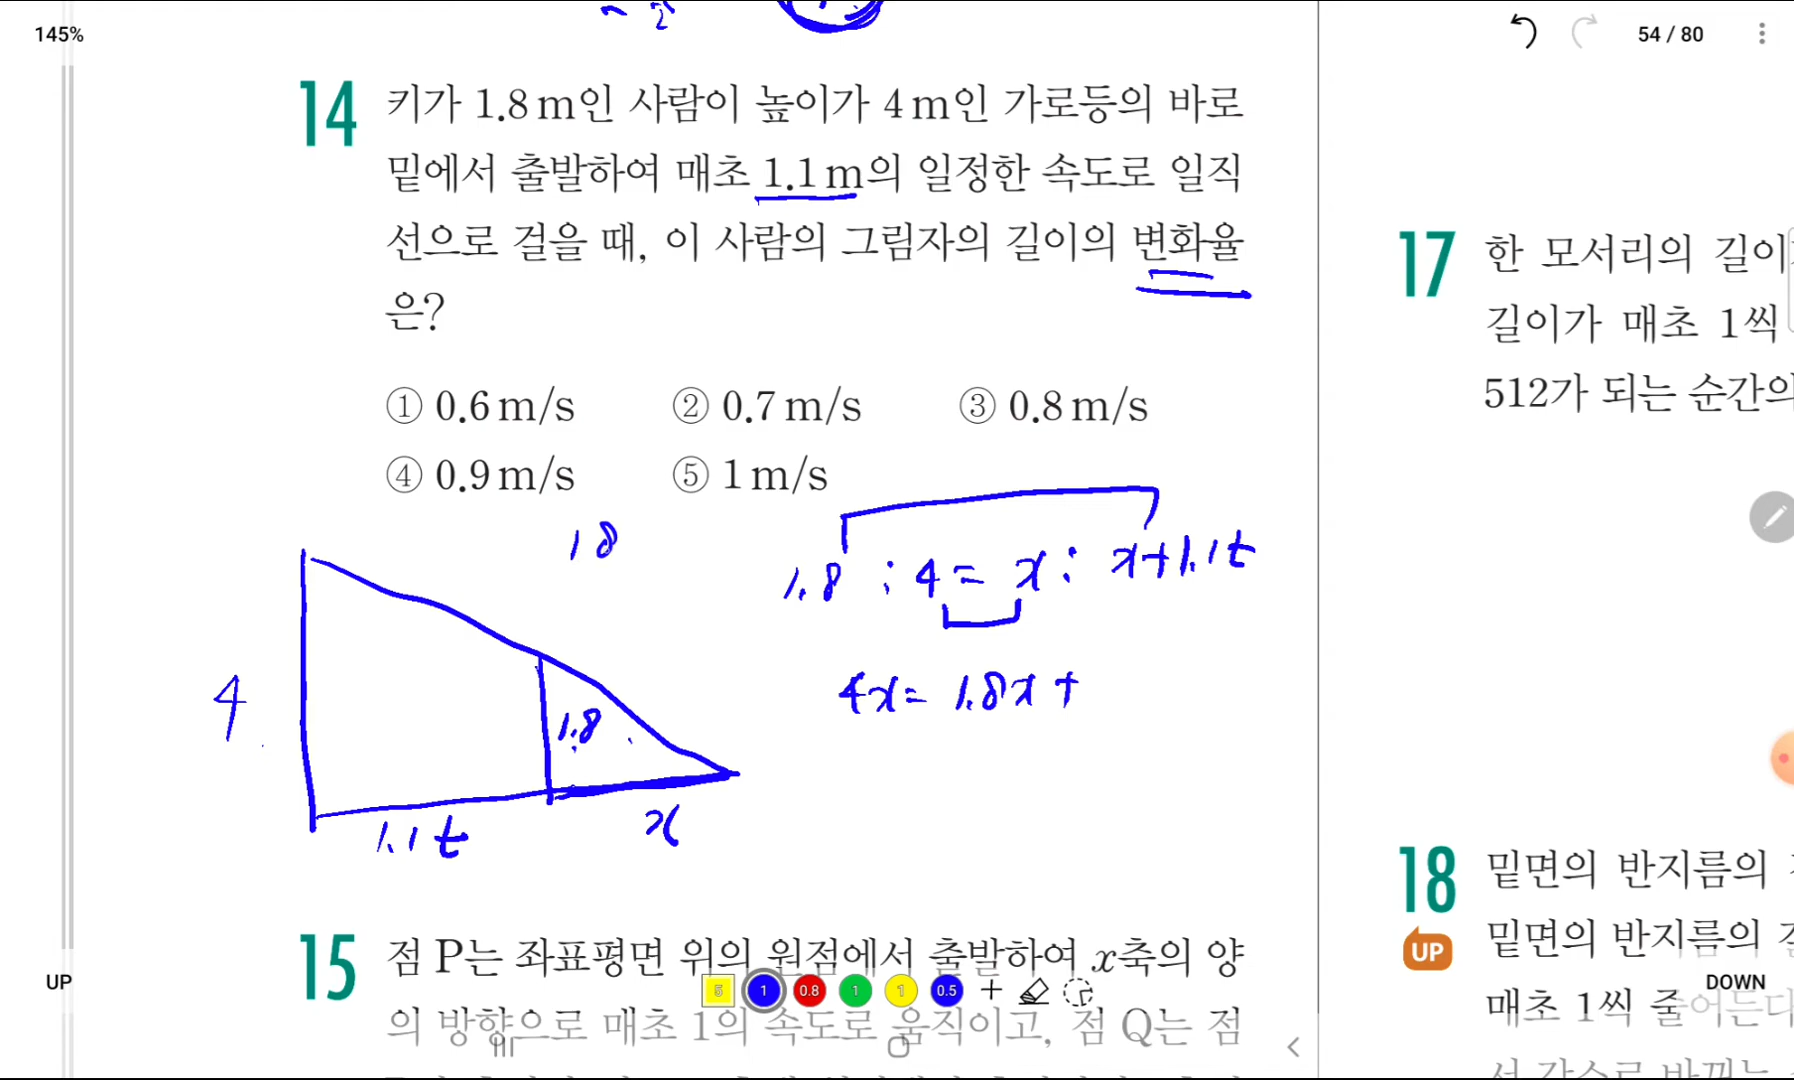 145%
54 / 80
14 키가 1.8 m인 사람이 높이가 4 m인 가로등의 바로
밑에서 출발하여 매초 1.1 m의 일정한 속도로 일직
선으로 걸을 때, 이 사람의 그림자의 길이의 변화율
은?
① 0.6 m/s ② 0.7 m/s ③ 0.8 m/s
④ 0.9 m/s ⑤ 1 m/s
18
1.8 : 4 = x : x+1.1t
4x = 1.8x +
4
1.8
1.1t
x
15 점 P는 좌표평면 위의 원점에서 출발하여 x축의 양
의 방향으로 매초 1의 속도로 움직이고, 점 Q는 점
17 한 모서리의 길이
길이가 매초 1씩
512가 되는 순간의
18 밑면의 반지름의
UP 밑면의 반지름의
매초 1씩 줄어든다
UP
DOWN
5 1 0.8 1 1 0.5